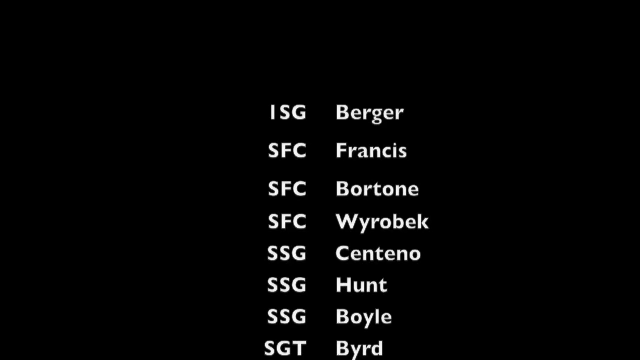 1SG Berger
SFC Francis
SFC Bortone
SFC Wyrobek
SSG Centeno
SSG Hunt
SSG Boyle
SGT Byrd